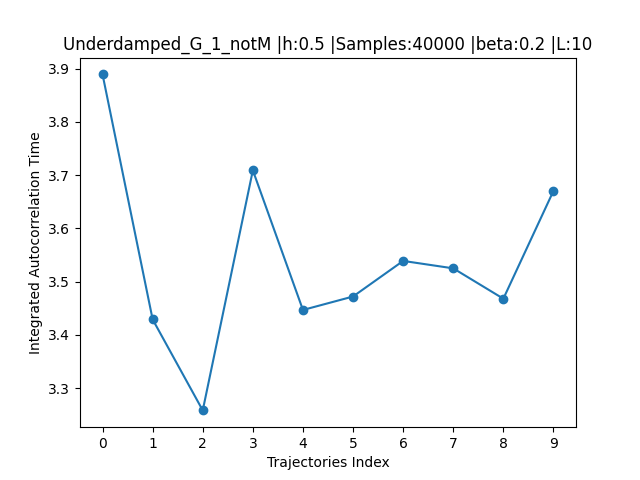 Underdamped_G_1_notM |h:0.5 |Samples:40000 |beta:0.2 |L:10
Integrated Autocorrelation Time
3.9
3.8
3.7
3.6
3.5
3.4
3.3
0 1 2 3 4 5 6 7 8 9
Trajectories Index